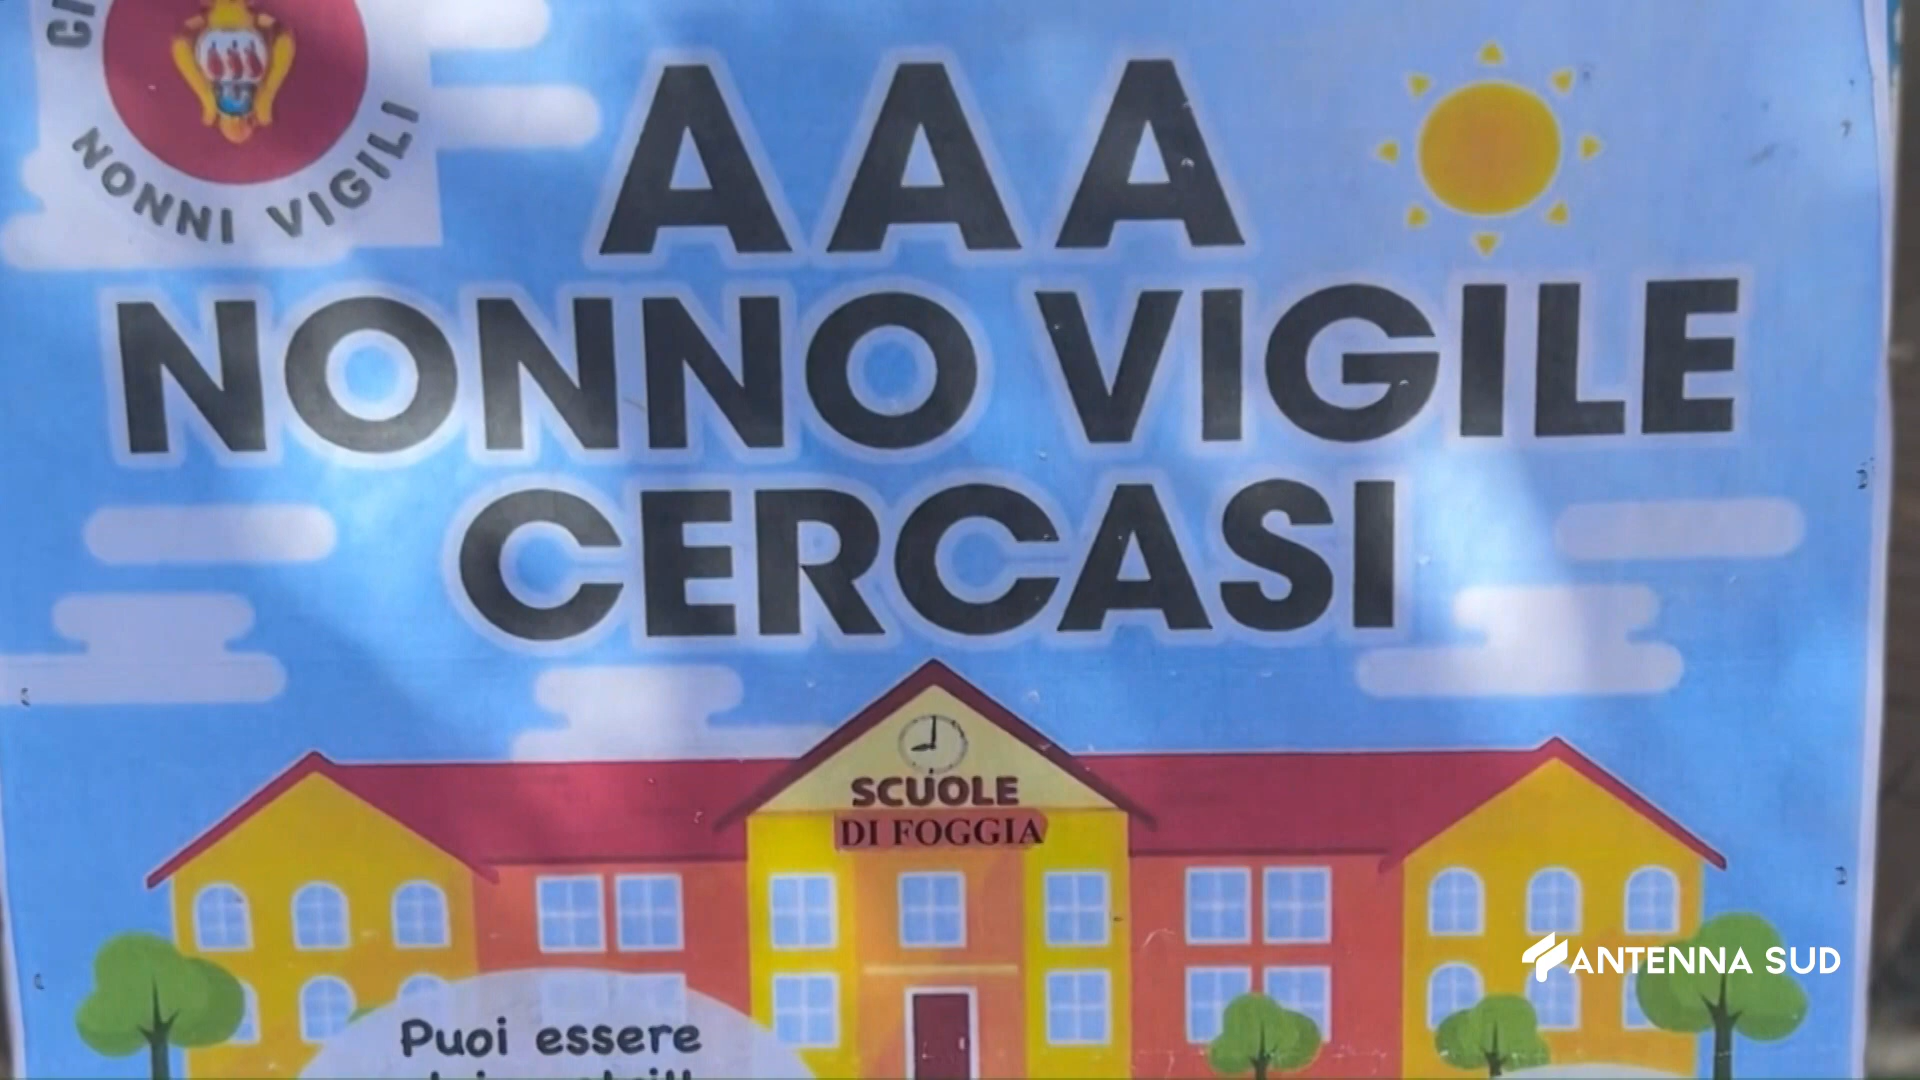 NONNI VIGILI
AAA
NONNO VIGILE
CERCASI
SCUOLE
DI FOGGIA
Puoi essere
ANTENNA SUD